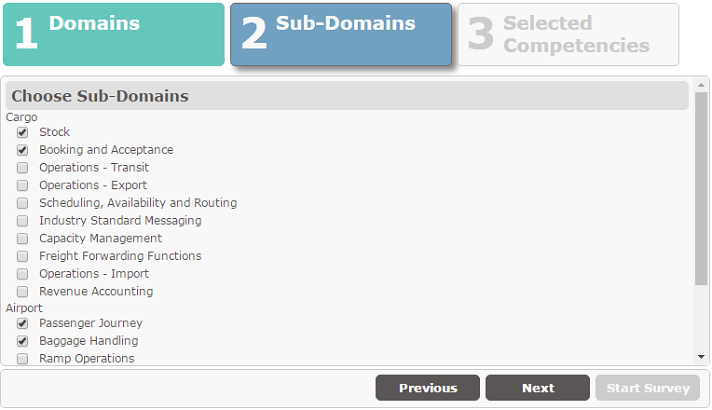 1 Domains
2 Sub-Domains
3 Selected
Competencies
Choose Sub-Domains
Cargo
Stock
Booking and Acceptance
Operations - Transit
Operations - Export
Scheduling, Availability and Routing
Industry Standard Messaging
Capacity Management
Freight Forwarding Functions
Operations - Import
Revenue Accounting
Airport
Passenger Journey
Baggage Handling
Ramp Operations
Previous
Next
Start Survey